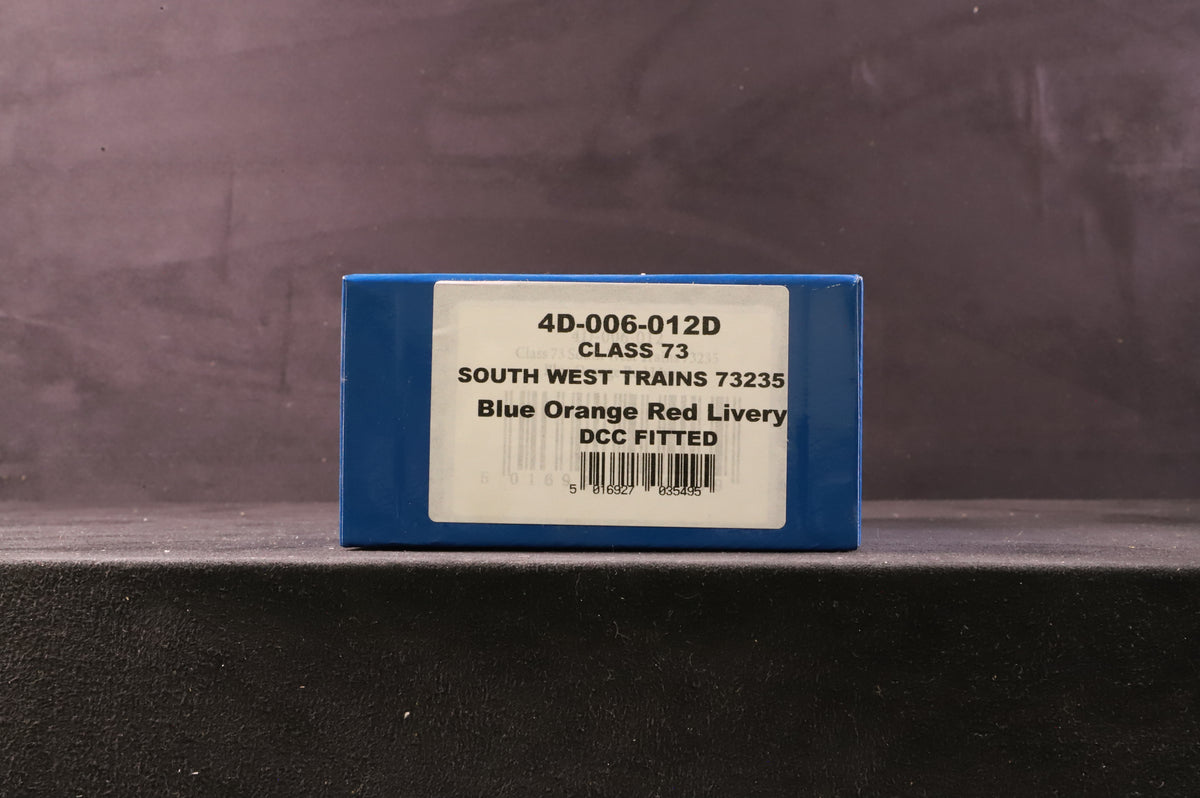 4D-006-012D
CLASS 73
SOUTH WEST TRAINS 73235
Blue Orange Red Livery
DCC FITTED
5 016927 035495